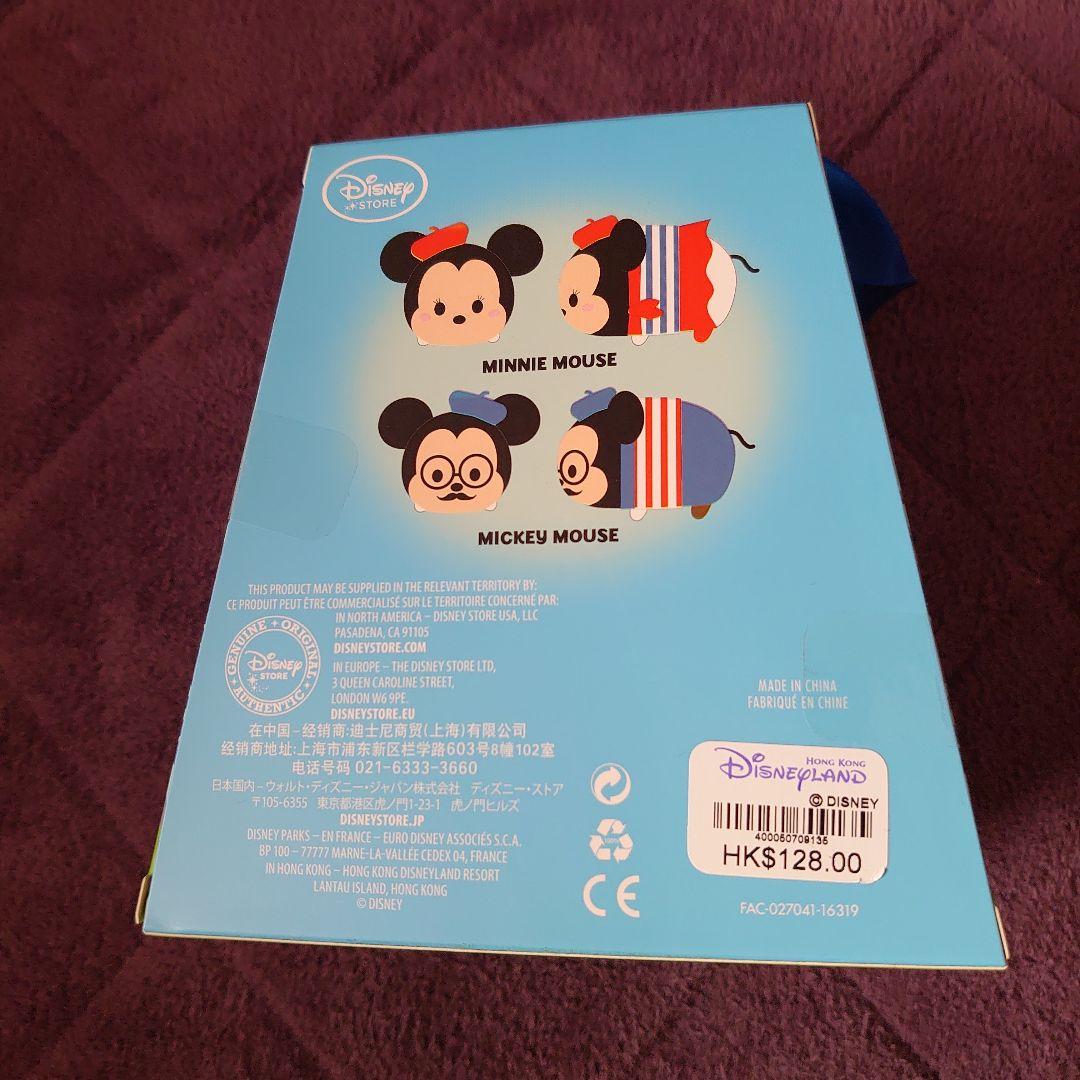 Disney
STORE
MINNIE MOUSE
MICKEY MOUSE
THIS PRODUCT MAY BE SUPPLIED IN THE RELEVANT TERRITORY BY:
CE PRODUIT PEUT ÊTRE COMMERCIALISÉ SUR LE TERRITOIRE CONCERNÉ PAR:
IN NORTH AMERICA – DISNEY STORE USA, LLC
PASADENA, CA 91105
DISNEYSTORE.COM
GENUINE ORIGINAL
Disney
STORE
AUTHENTIC
IN EUROPE – THE DISNEY STORE LTD,
3 QUEEN CAROLINE STREET,
LONDON W6 9PE.
DISNEYSTORE.EU
在中国–经销商:迪士尼商贸(上海)有限公司
经销商地址:上海市浦东新区栏学路603号8幢102室
电话号码 021-6333-3660
日本国内–ウォルト・ディズニー・ジャパン株式会社 ディズニー・ストア
〒105-6355 東京都港区虎ノ門1-23-1 虎ノ門ヒルズ
DISNEYSTORE.JP
DISNEY PARKS – EN FRANCE – EURO DISNEY ASSOCIÉS S.C.A.
BP 100 – 77777 MARNE-LA-VALLÉE CEDEX 04, FRANCE
IN HONG KONG – HONG KONG DISNEYLAND RESORT
LANTAU ISLAND, HONG KONG
© DISNEY
100%
CE
MADE IN CHINA
FABRIQUÉ EN CHINE
HONG KONG
DISNEYLAND
© DISNEY
400050709135
HK$128.00
FAC-027041-16319